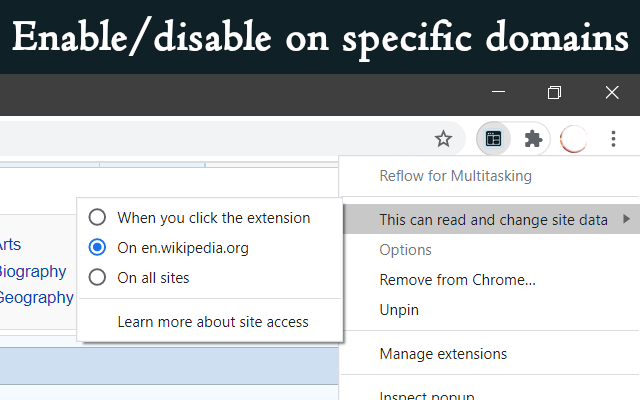 Enable/disable on specific domains
Reflow for Multitasking
This can read and change site data
Options
Remove from Chrome...
Unpin
Manage extensions
Inspect popup
When you click the extension
On en.wikipedia.org
On all sites
Learn more about site access
Arts
Biography
Geography